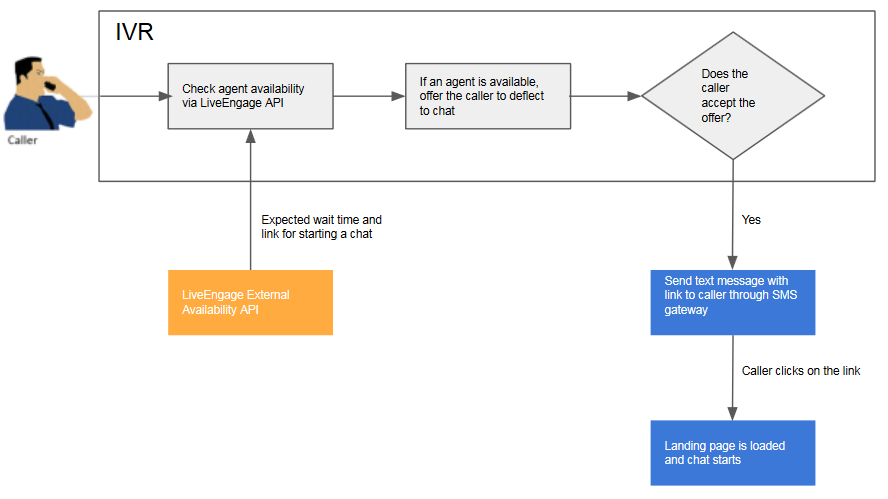 IVR
Caller
Check agent availability
via LiveEngage API
If an agent is available,
offer the caller to deflect
to chat
Does the
caller
accept the
offer?
Expected wait time and
link for starting a chat
Yes
LiveEngage External
Availability API
Send text message with
link to caller through SMS
gateway
Caller clicks on the link
Landing page is loaded
and chat starts